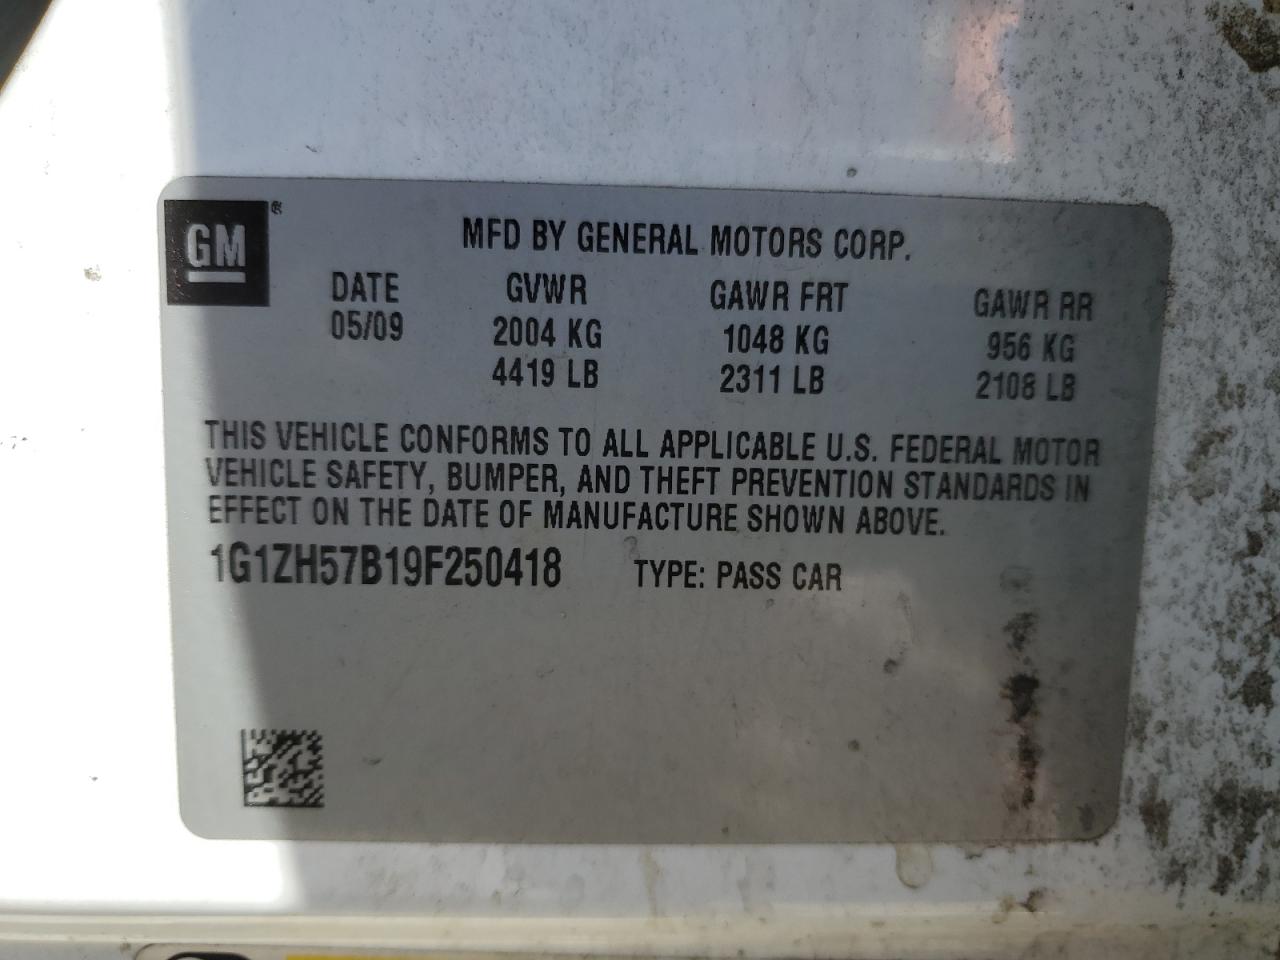 GM
®
MFD BY GENERAL MOTORS CORP.
DATE GVWR GAWR FRT GAWR RR
05/09 2004 KG 1048 KG 956 KG
4419 LB 2311 LB 2108 LB
THIS VEHICLE CONFORMS TO ALL APPLICABLE U.S. FEDERAL MOTOR
VEHICLE SAFETY, BUMPER, AND THEFT PREVENTION STANDARDS IN
EFFECT ON THE DATE OF MANUFACTURE SHOWN ABOVE.
1G1ZH57B19F250418 TYPE: PASS CAR